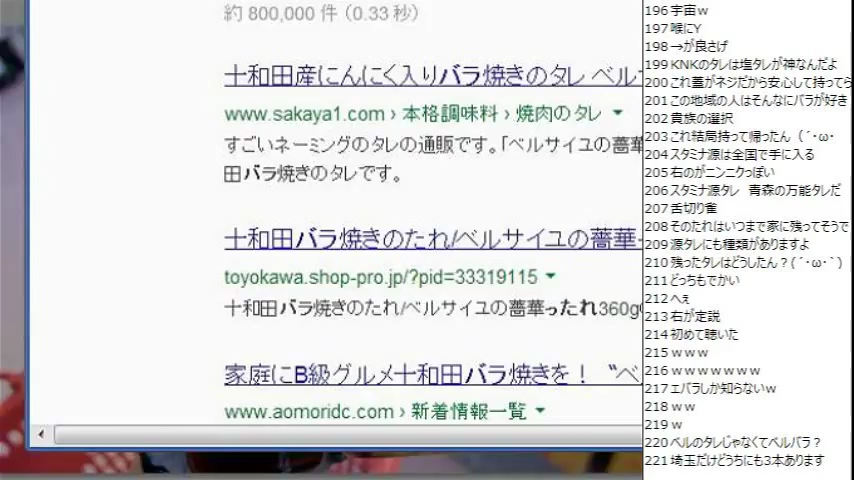 約 800,000 件 （0.33 秒）
十和田産にんにく入りバラ焼きのタレ ベル
www.sakaya1.com › 本格調味料 › 焼肉のタレ ▼
すごいネーミングのタレの通販です。「ベルサイユの薔華
田バラ焼きのタレです。
十和田バラ焼きのたれ/ベルサイユの薔華
toyokawa.shop-pro.jp/?pid=33319115 ▼
十和田バラ焼きのたれ/ベルサイユの薔華ったれ360g
家庭にB級グルメ十和田バラ焼きを！ 〝ベ
www.aomoridc.com › 新着情報一覧 ▼
196 宇宙ｗ
197 喉にY
198 →が良さげ
199 KNKのタレは塩タレが神なんだよ
200 これ蓋がネジだから安心して持ってら
201 この地域の人はそんなにバラが好き
202 貴族の選択
203 これ結局持って帰ったん（´･ω･
204 スタミナ源は全国で手に入る
205 右のがニンニクっぽい
206 スタミナ源タレ　青森の万能タレだ
207 舌切り雀
208 そのたれはいつまで家に残ってそうで
209 源タレにも種類がありますよ
210 残ったタレはどうしたん？(´･ω･`)
211 どっちもでかい
212 へぇ
213 右が定説
214 初めて聴いた
215 ｗｗｗ
216 ｗｗｗｗｗｗｗ
217 エバラしか知らないｗ
218 ｗｗ
219 ｗ
220 ベルのタレじゃなくてベルバラ？
221 埼玉だけどうちにも3本あります